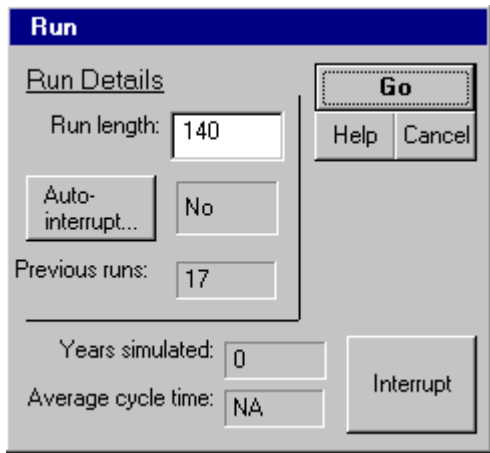 Run
Run Details
Go
Run length: 140
Help Cancel
Auto-
interrupt...
No
Previous runs: 17
Years simulated: 0
Average cycle time: NA
Interrupt